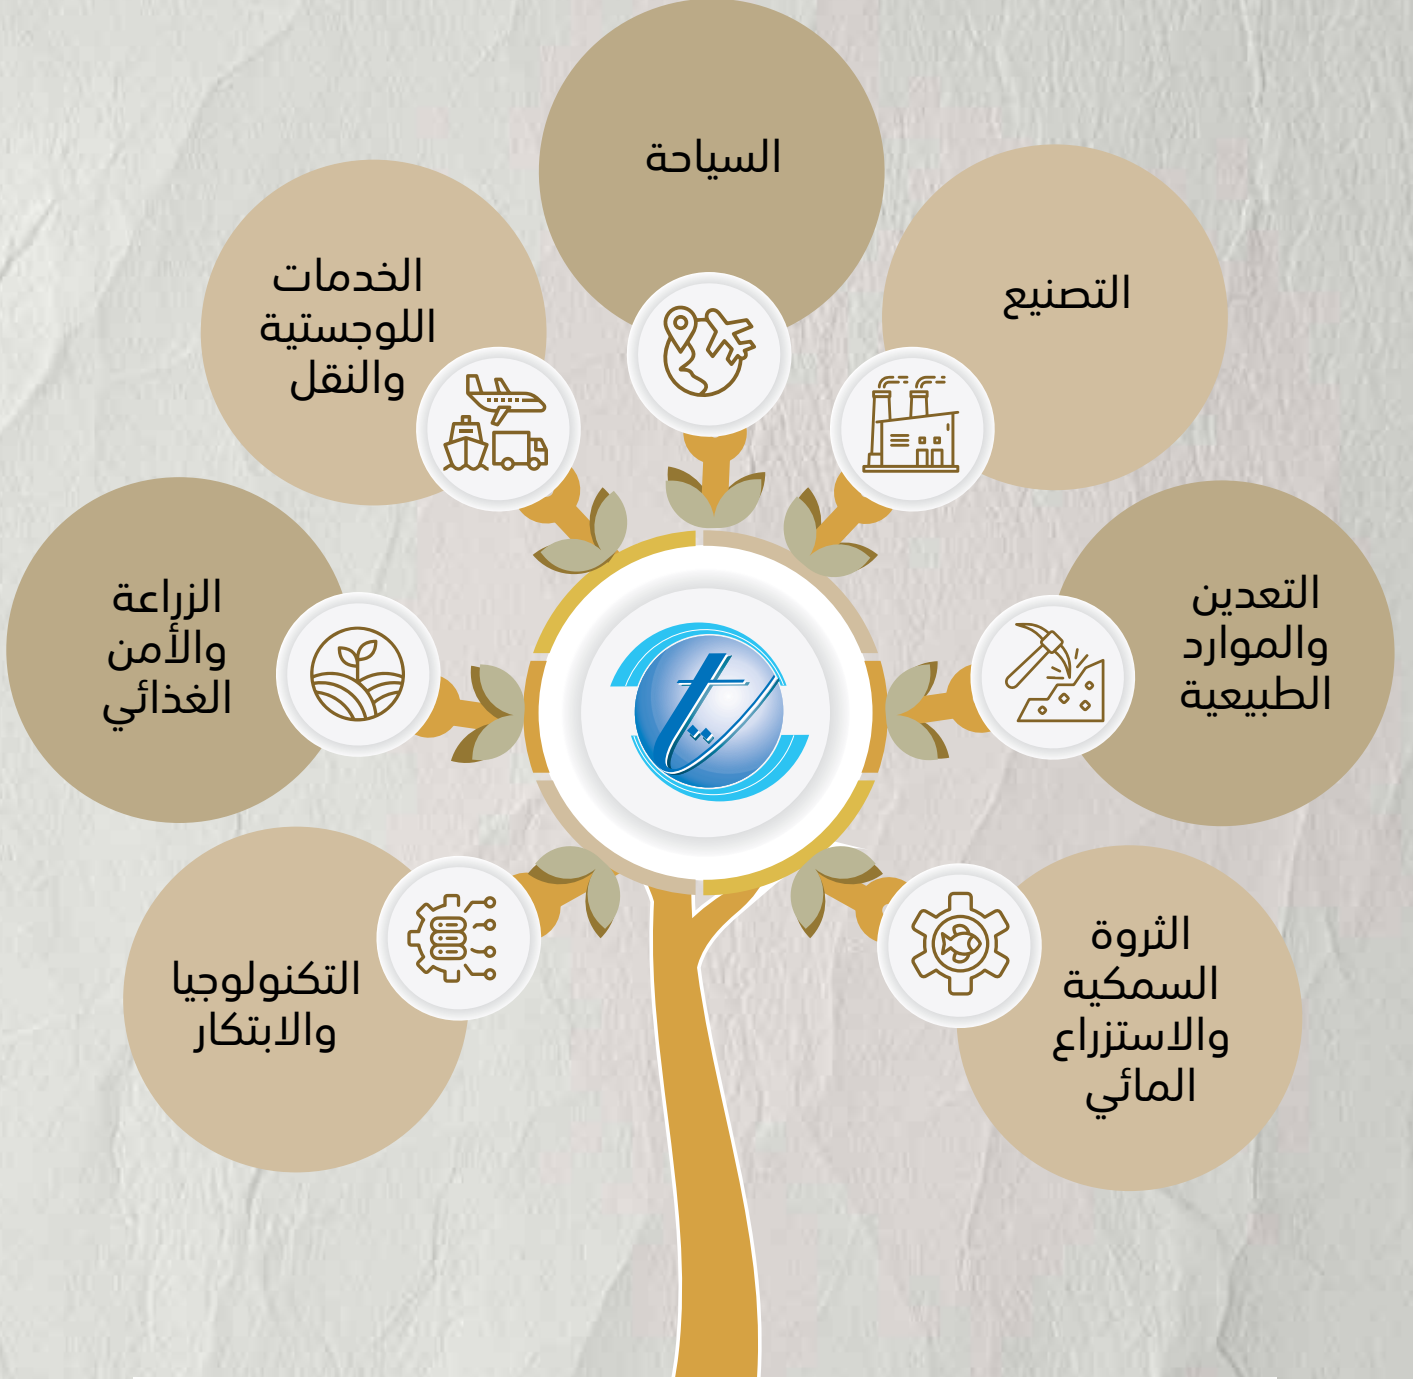 السياحة
التصنيع
الخدمات
اللوجستية
والنقل
التعدين
والموارد
الطبيعية
الزراعة
والأمن
الغذائي
الثروة
السمكية
والاستزراع
المائي
التكنولوجيا
والابتكار